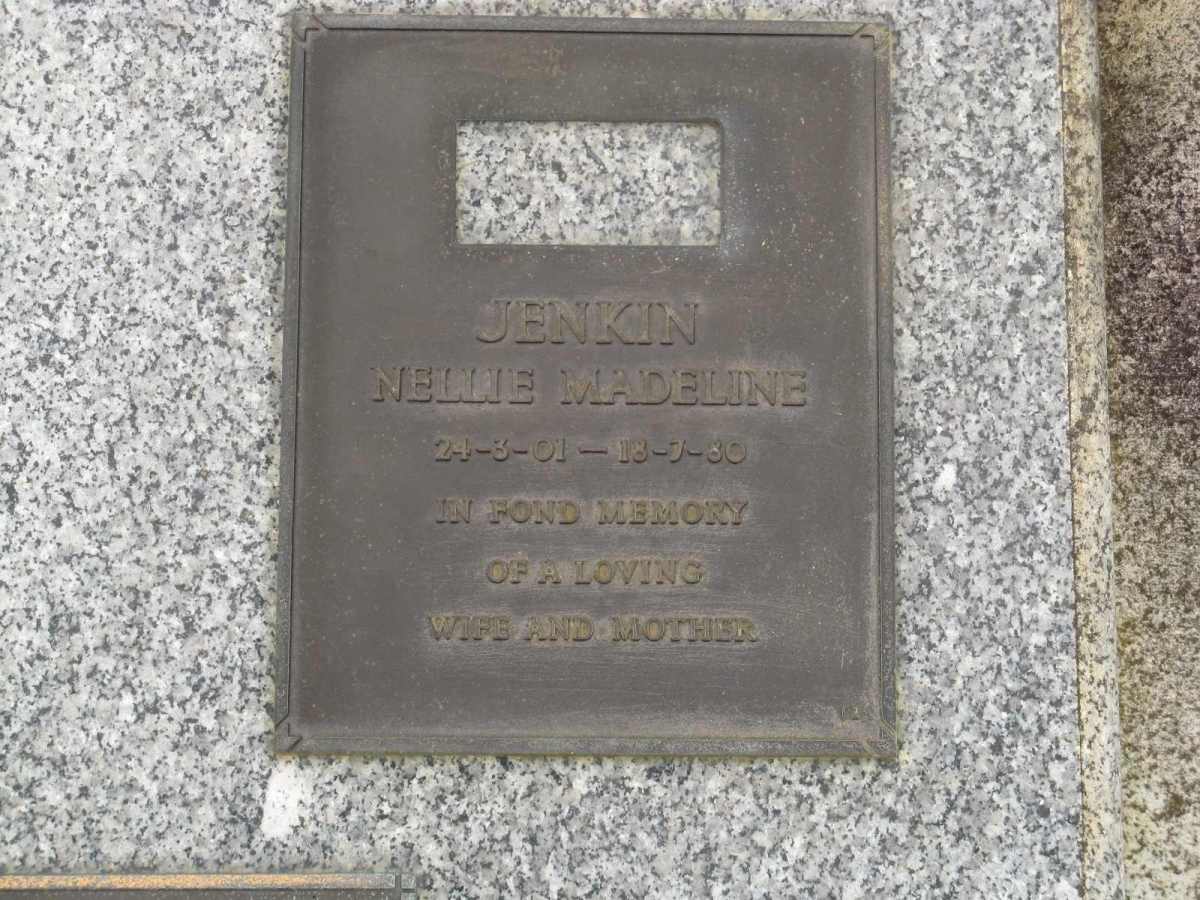 JENKIN
NELLIE MADELINE
24-3-01 — 18-7-80
IN FOND MEMORY
OF A LOVING
WIFE AND MOTHER